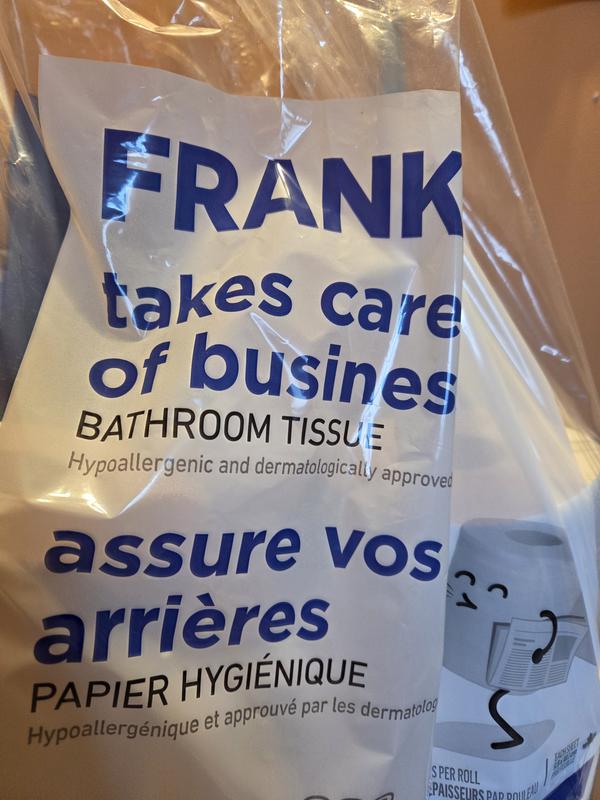 FRANK
takes care
of busines
BATHROOM TISSUE
Hypoallergenic and dermatologically approved
assure vos
arrières
PAPIER HYGIÉNIQUE
Hypoallergénique et approuvé par les dermatolog
S PER ROLL
ÉPAISSEURS PAR ROULEAU